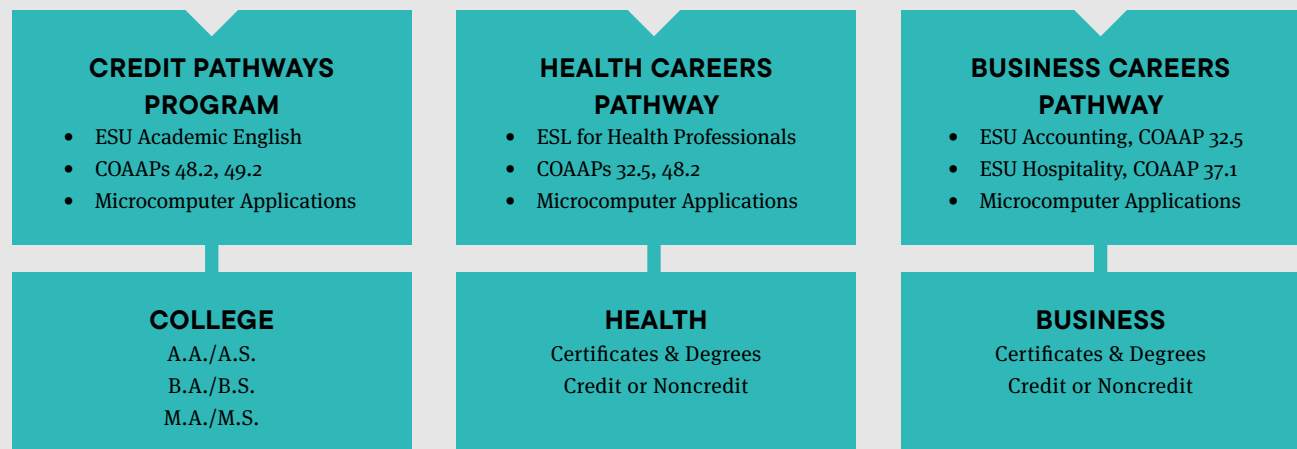 CREDIT PATHWAYS
PROGRAM
• ESU Academic English
• COAAPs 48.2, 49.2
• Microcomputer Applications
COLLEGE
A.A./A.S.
B.A./B.S.
M.A./M.S.
HEALTH CAREERS
PATHWAY
• ESL for Health Professionals
• COAAPs 32.5, 48.2
• Microcomputer Applications
HEALTH
Certificates & Degrees
Credit or Noncredit
BUSINESS CAREERS
PATHWAY
• ESU Accounting, COAAP 32.5
• ESU Hospitality, COAAP 37.1
• Microcomputer Applications
BUSINESS
Certificates & Degrees
Credit or Noncredit